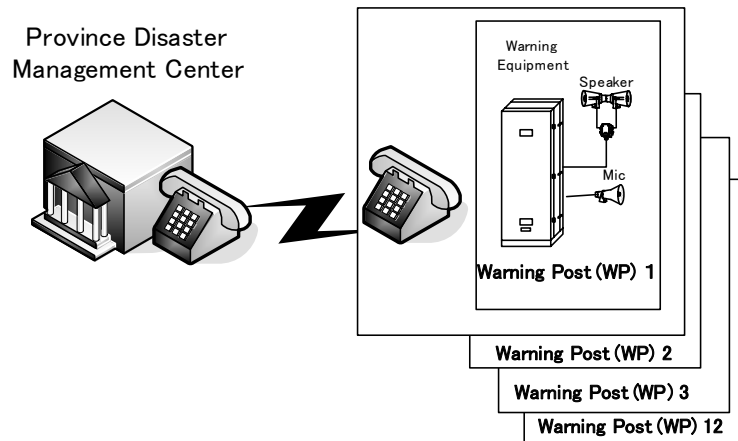 Province Disaster
Management Center
Warning
Equipment
Speaker
Mic
Warning Post (WP) 1
Warning Post (WP) 2
Warning Post (WP) 3
Warning Post (WP) 12